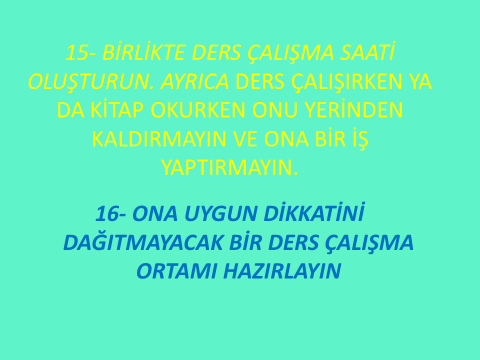 15- BİRLİKTE DERS ÇALIŞMA SAATİ
OLUŞTURUN. AYRICA DERS ÇALIŞIRKEN YA
DA KİTAP OKURKEN ONU YERİNDEN
KALDIRMAYIN VE ONA BİR İŞ
YAPTIRMAYIN.
16- ONA UYGUN DİKKATİNİ
DAĞITMAYACAK BİR DERS ÇALIŞMA
ORTAMI HAZIRLAYIN